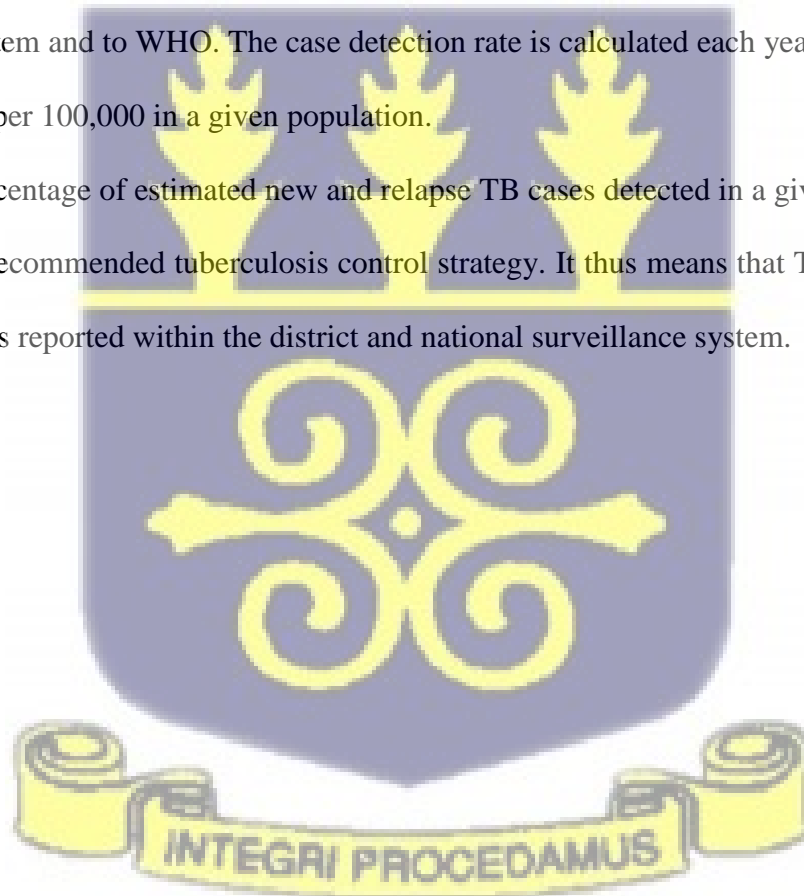 tem and to WHO. The case detection rate is calculated each yea
per 100,000 in a given population.
centage of estimated new and relapse TB cases detected in a giv
ecommended tuberculosis control strategy. It thus means that T
s reported within the district and national surveillance system.
INTEGRI PROCEDAMUS